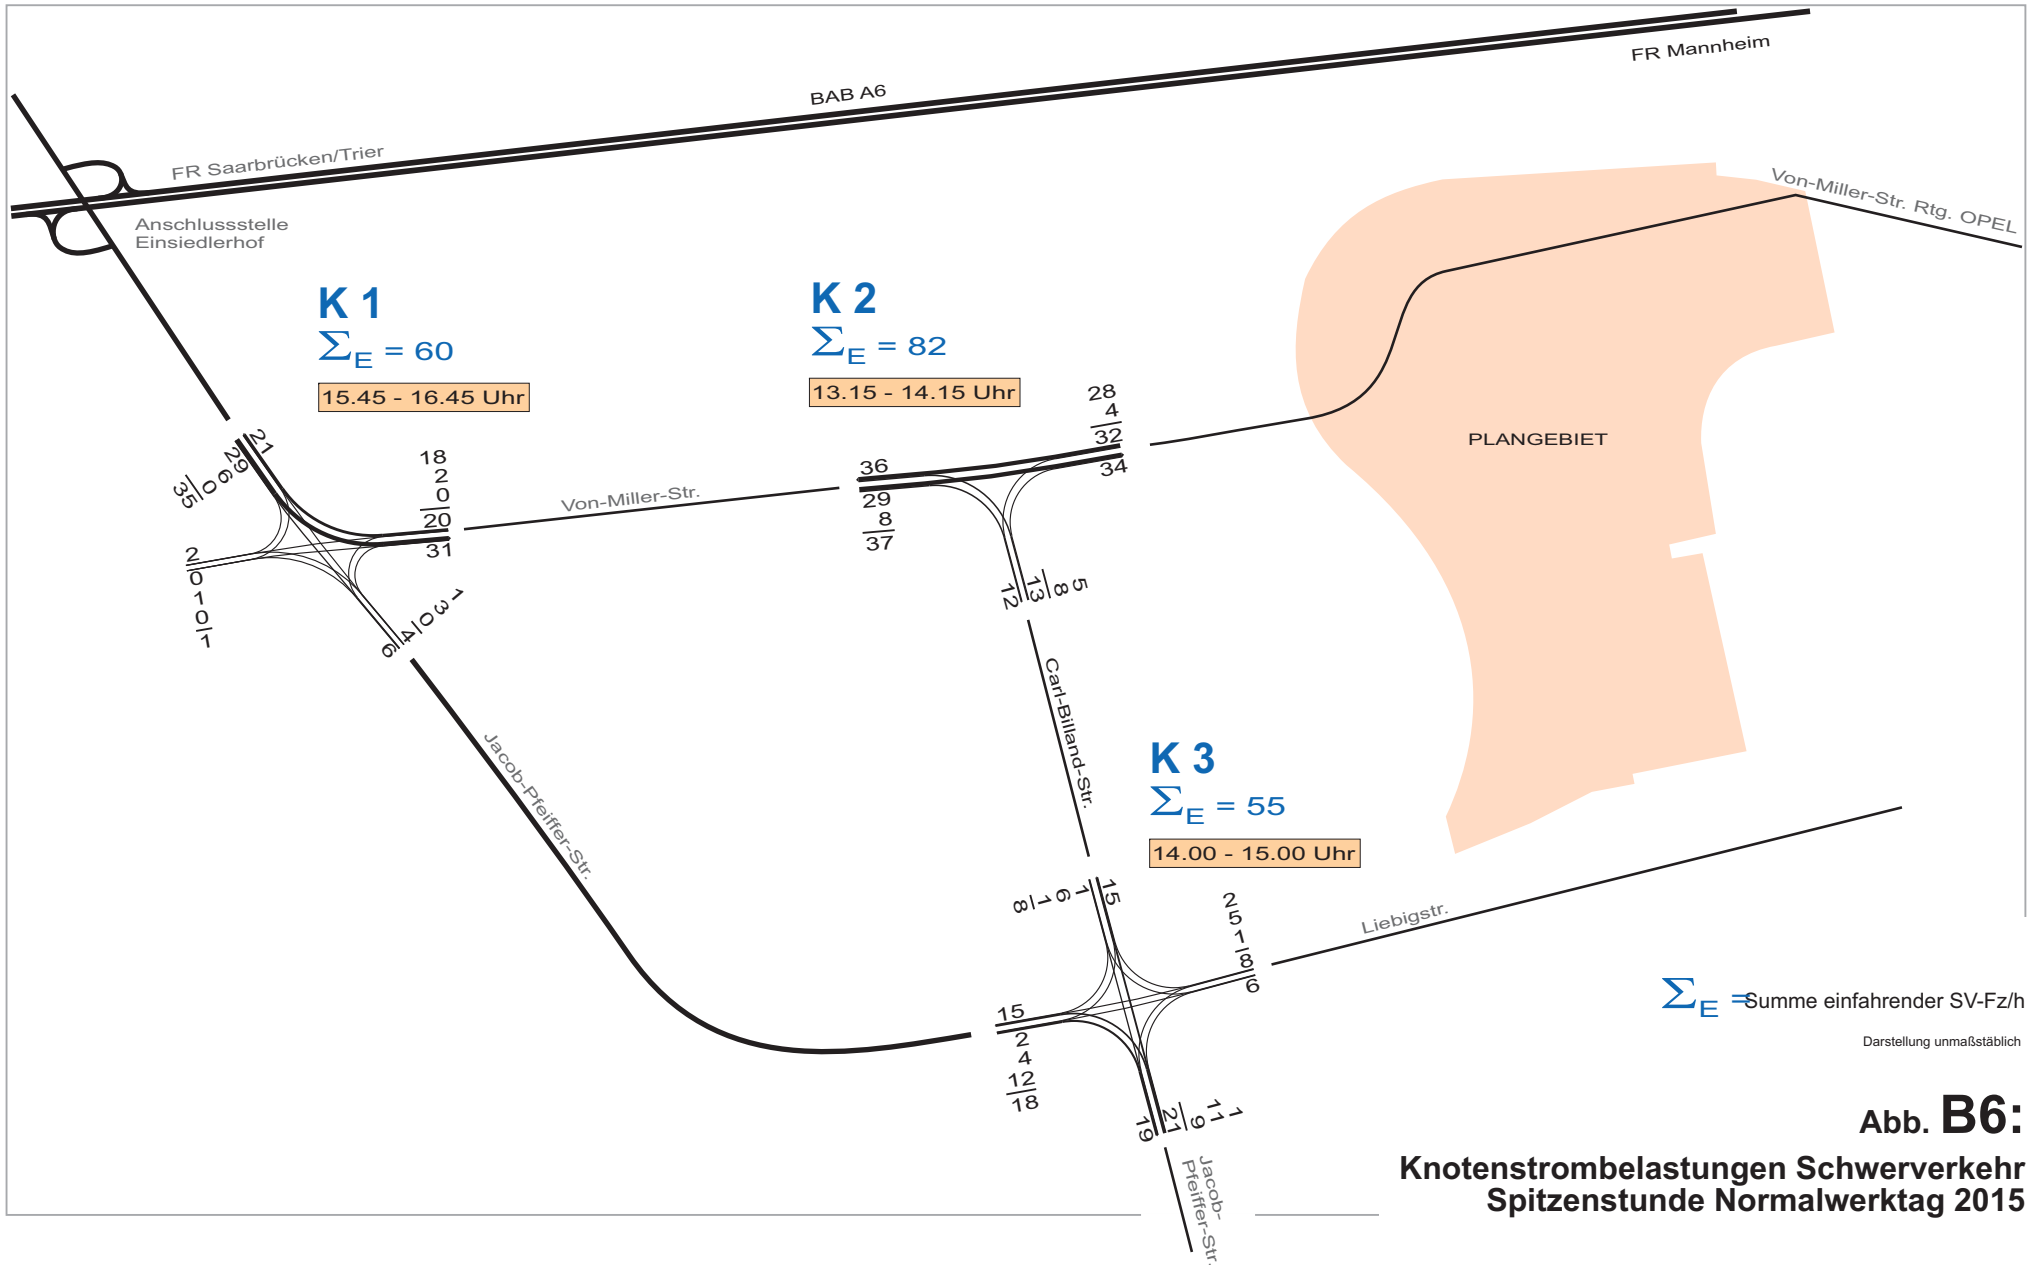 BAB A6
FR Mannheim
FR Saarbrücken/Trier
Anschlussstelle
Einsiedlerhof
Von-Miller-Str. Rtg. OPEL
K 1
ΣE = 60
15.45 - 16.45 Uhr
K 2
ΣE = 82
13.15 - 14.15 Uhr
PLANGEBIET
21
29
6
0
35
18
2
0
20
31
2
0
1
0
1
1
3
0
4
6
Von-Miller-Str.
28
4
32
34
36
29
8
37
12
13
8
5
Carl-Billand-Str.
Jacob-Pfeiffer-Str.
K 3
ΣE = 55
14.00 - 15.00 Uhr
15
1
6
1
8
2
5
1
8
6
Liebigstr.
15
2
4
12
18
19
21
9
11
1
Jacob-
Pfeiffer-Str.
ΣE = Summe einfahrender SV-Fz/h
Darstellung unmaßstäblich
Abb. B6:
Knotenstrombelastungen Schwerverkehr
Spitzenstunde Normalwerktag 2015